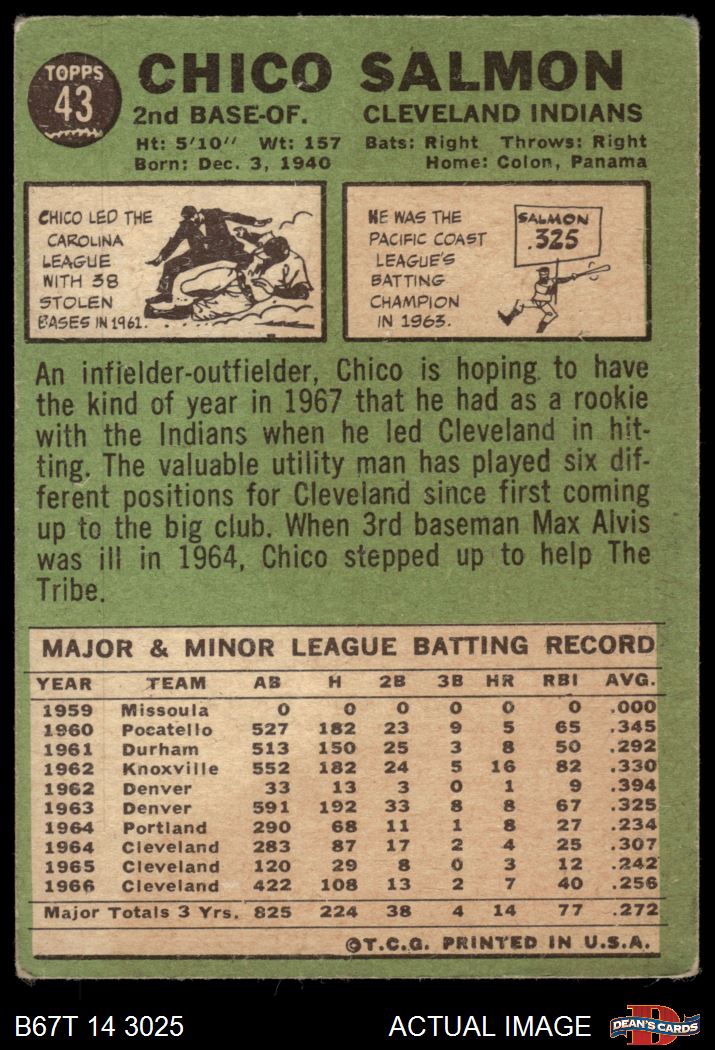 TOPPS
43
CHICO SALMON
2nd BASE-OF. CLEVELAND INDIANS
Ht: 5'10" Wt: 157 Bats: Right Throws: Right
Born: Dec. 3, 1940 Home: Colon, Panama
CHICO LED THE
CAROLINA
LEAGUE
WITH 38
STOLEN
BASES IN 1961.
HE WAS THE
PACIFIC COAST
LEAGUE'S
BATTING
CHAMPION
IN 1963.
SALMON
.325
An infielder-outfielder, Chico is hoping to have
the kind of year in 1967 that he had as a rookie
with the Indians when he led Cleveland in hit-
ting. The valuable utility man has played six dif-
ferent positions for Cleveland since first coming
up to the big club. When 3rd baseman Max Alvis
was ill in 1964, Chico stepped up to help The
Tribe.
MAJOR & MINOR LEAGUE BATTING RECORD
YEAR TEAM AB H 2B 3B HR RBI AVG.
1959 Missoula 0 0 0 0 0 0 .000
1960 Pocatello 527 182 23 9 5 65 .345
1961 Durham 513 150 25 3 8 50 .292
1962 Knoxville 552 182 24 5 16 82 .330
1962 Denver 33 13 3 0 1 9 .394
1963 Denver 591 192 33 8 8 67 .325
1964 Portland 290 68 11 1 8 27 .234
1964 Cleveland 283 87 17 2 4 25 .307
1965 Cleveland 120 29 8 0 3 12 .242
1966 Cleveland 422 108 13 2 7 40 .256
Major Totals 3 Yrs. 825 224 38 4 14 77 .272
©T.C.G. PRINTED IN U.S.A.
B67T 14 3025 ACTUAL IMAGE
D
DEAN'S CARDS